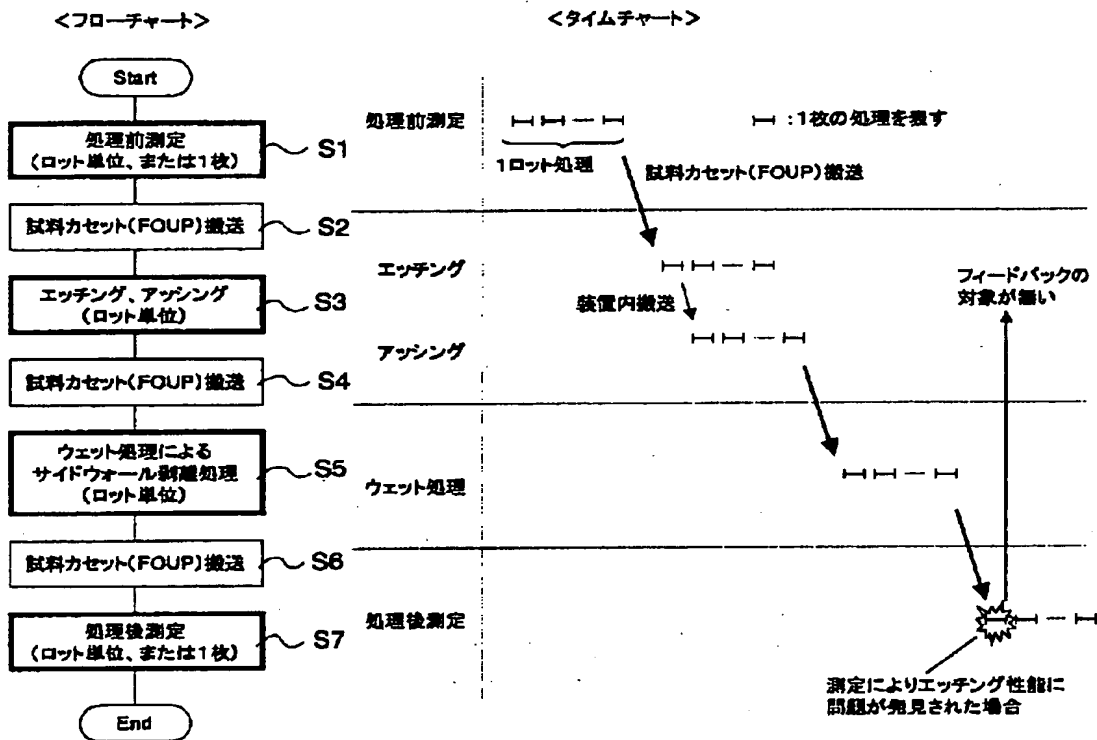 <フローチャート>
Start
処理前測定
(ロット単位、または1枚)
S1
試料カセット(FOUP)搬送
S2
エッチング、アッシング
(ロット単位)
S3
試料カセット(FOUP)搬送
S4
ウェット処理による
サイドウォール剥離処理
(ロット単位)
S5
試料カセット(FOUP)搬送
S6
処理後測定
(ロット単位、または1枚)
S7
End
<タイムチャート>
処理前測定
:1枚の処理を表す
1ロット処理
試料カセット(FOUP)搬送
エッチング
装置内搬送
アッシング
フィードバックの
対象が無い
ウェット処理
処理後測定
測定によりエッチング性能に
問題が発見された場合